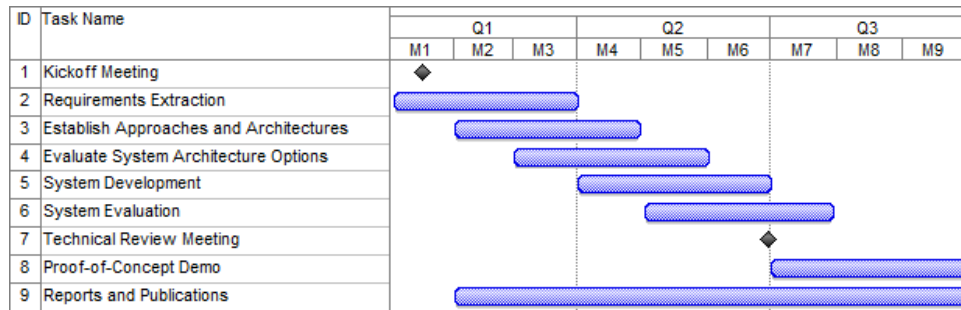 ID Task Name Q1 Q2 Q3
M1 M2 M3 M4 M5 M6 M7 M8 M9
1 Kickoff Meeting
2 Requirements Extraction
3 Establish Approaches and Architectures
4 Evaluate System Architecture Options
5 System Development
6 System Evaluation
7 Technical Review Meeting
8 Proof-of-Concept Demo
9 Reports and Publications